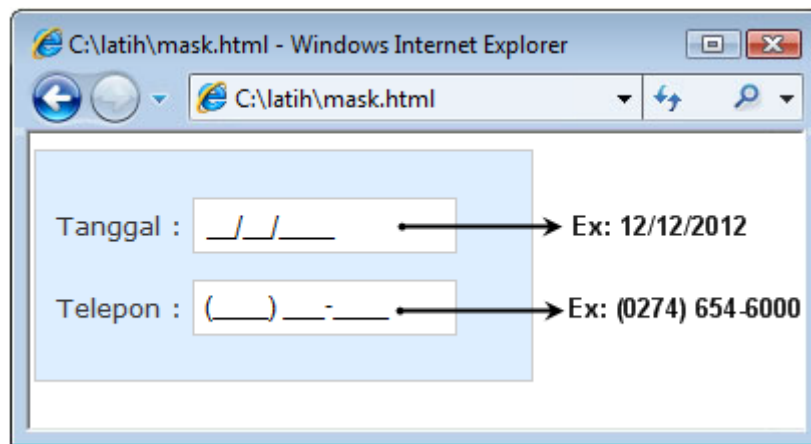 C:\latih\mask.html - Windows Internet Explorer
C:\latih\mask.html
Tanggal : __/__/____ Ex: 12/12/2012
Telepon : (____) ___-____ Ex: (0274) 654-6000